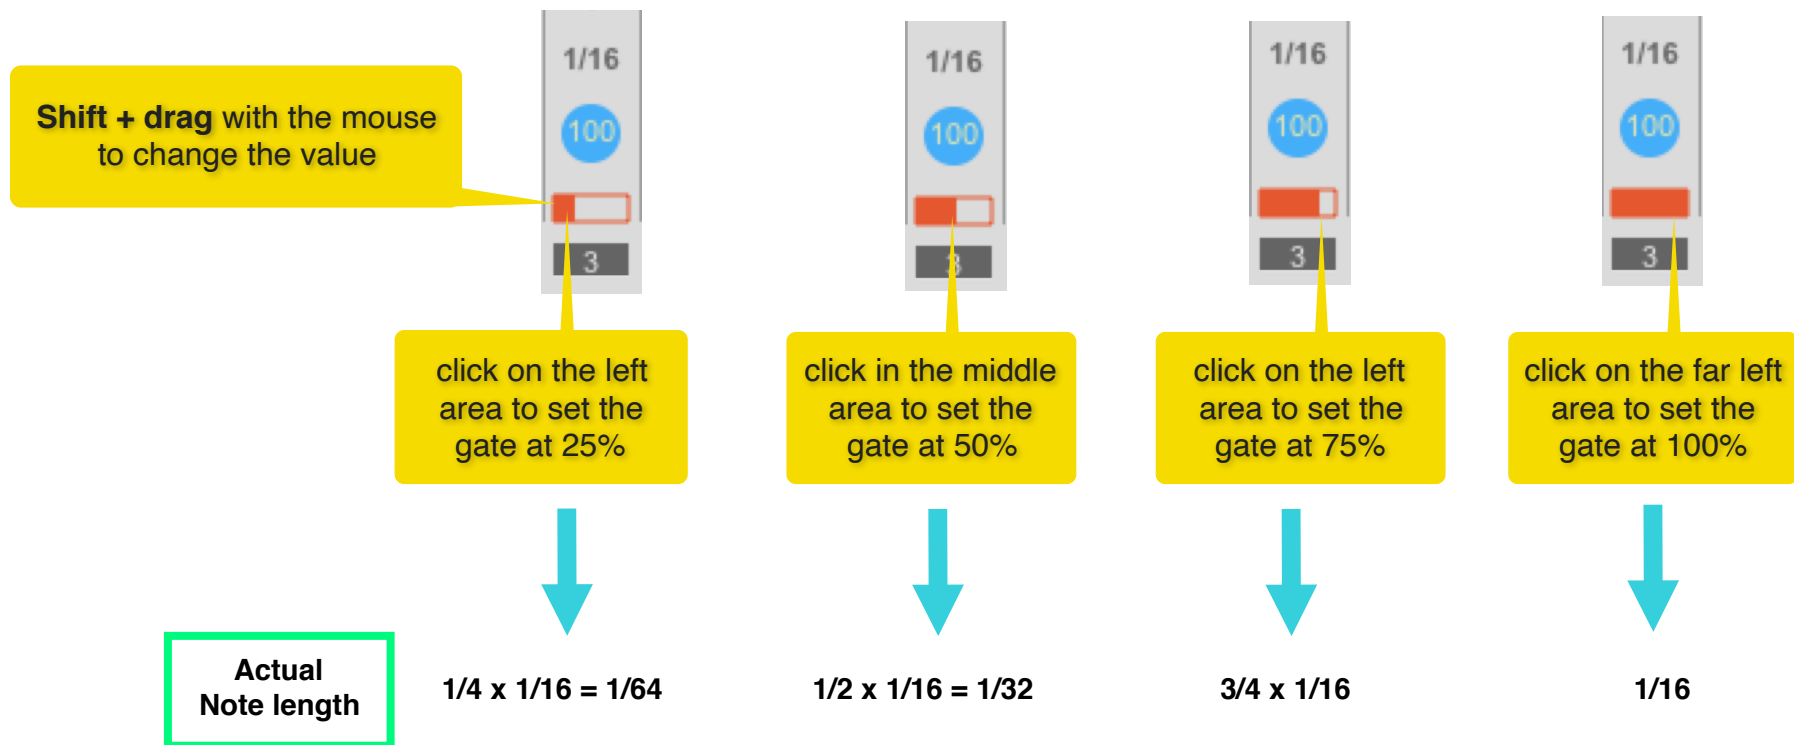 1/16
100
3
1/16
100
3
1/16
100
3
1/16
100
3
Shift + drag with the mouse
to change the value
click on the left
area to set the
gate at 25%
click in the middle
area to set the
gate at 50%
click on the left
area to set the
gate at 75%
click on the far left
area to set the
gate at 100%
Actual
Note length
1/4 x 1/16 = 1/64
1/2 x 1/16 = 1/32
3/4 x 1/16
1/16